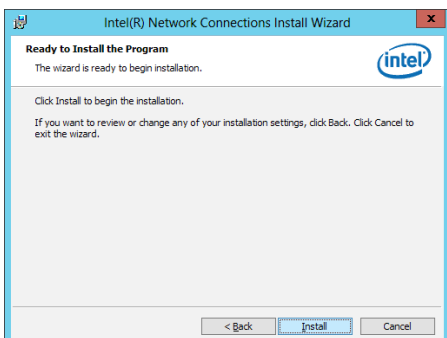 Intel(R) Network Connections Install Wizard
x
Ready to Install the Program
The wizard is ready to begin installation.
intel
Click Install to begin the installation.
If you want to review or change any of your installation settings, click Back. Click Cancel to
exit the wizard.
< Back
Install
Cancel